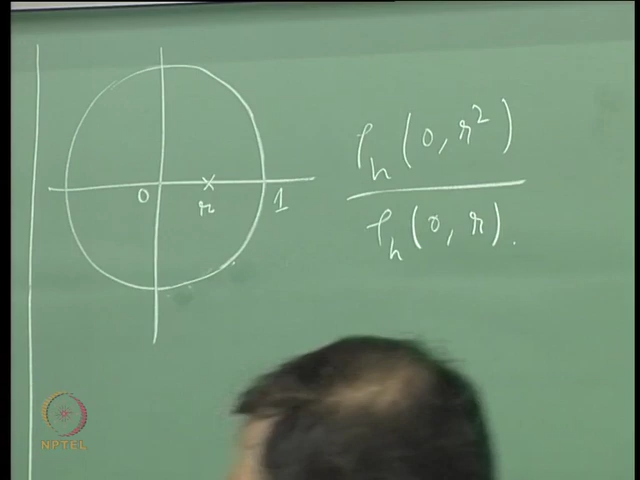 0
r
1
ρ_h(0, r²)
ρ_h(0, r).
NPTEL